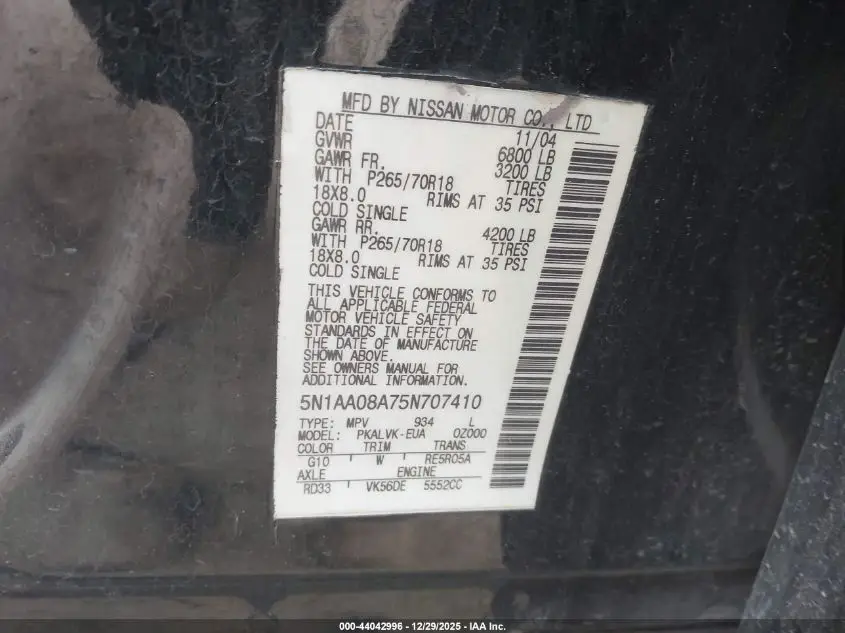 MFD BY NISSAN MOTOR CO., LTD
DATE 11/04
GVWR 6800 LB
GAWR FR. 3200 LB
WITH P265/70R18 TIRES
18X8.0 RIMS AT 35 PSI
COLD SINGLE
GAWR RR. 4200 LB
WITH P265/70R18 TIRES
18X8.0 RIMS AT 35 PSI
COLD SINGLE
THIS VEHICLE CONFORMS TO
ALL APPLICABLE FEDERAL
MOTOR VEHICLE SAFETY
STANDARDS IN EFFECT ON
THE DATE OF MANUFACTURE
SHOWN ABOVE.
SEE OWNERS MANUAL FOR
ADDITIONAL INFORMATION.
5N1AA08A75N707410
TYPE: MPV 934 L
MODEL: PKALVK-EUA 0Z000
COLOR TRIM TRANS
G10 W RE5R05A
AXLE ENGINE
RD33 VK56DE 5552CC
000-44042996 - 12/29/2025 - IAA Inc.